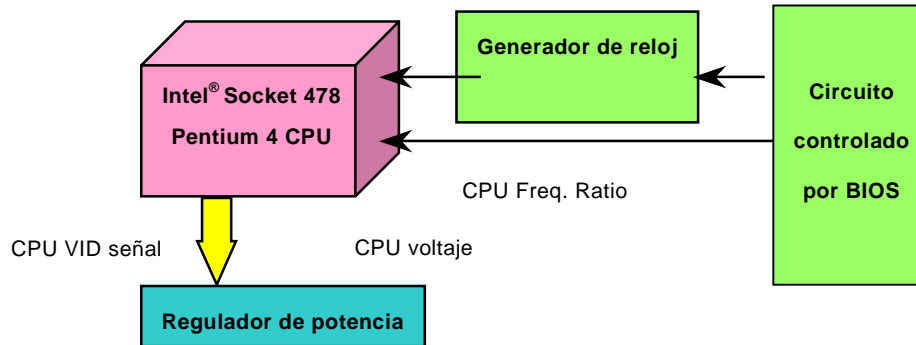 Generador de reloj
Intel® Socket 478
Pentium 4 CPU
Circuito
controlado
por BIOS
CPU Freq. Ratio
CPU VID señal
CPU voltaje
Regulador de potencia